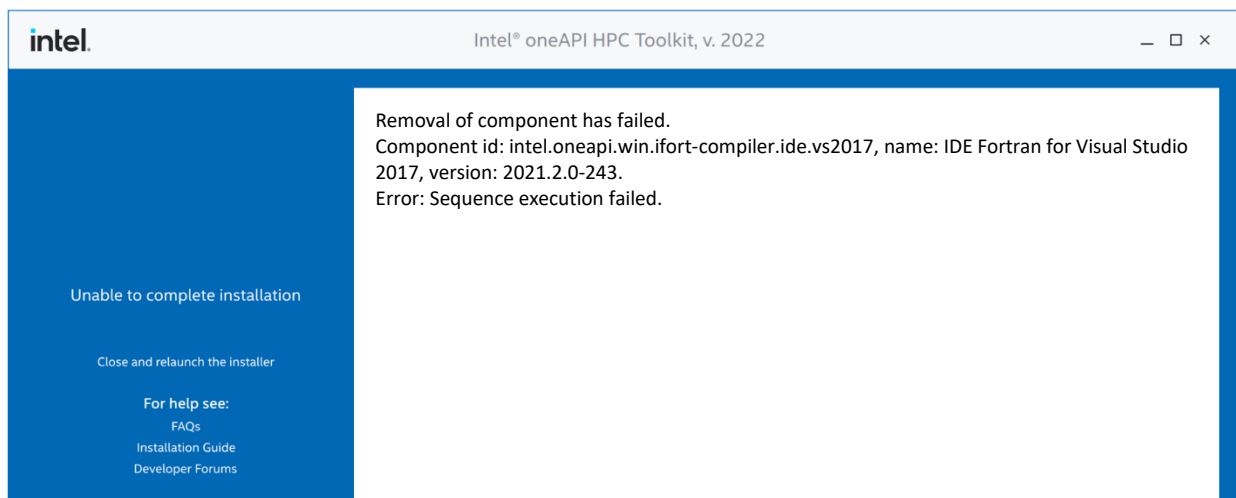 intel.
Intel® oneAPI HPC Toolkit, v. 2022
Removal of component has failed.
Component id: intel.oneapi.win.ifort-compiler.ide.vs2017, name: IDE Fortran for Visual Studio
2017, version: 2021.2.0-243.
Error: Sequence execution failed.
Unable to complete installation
Close and relaunch the installer
For help see:
FAQs
Installation Guide
Developer Forums